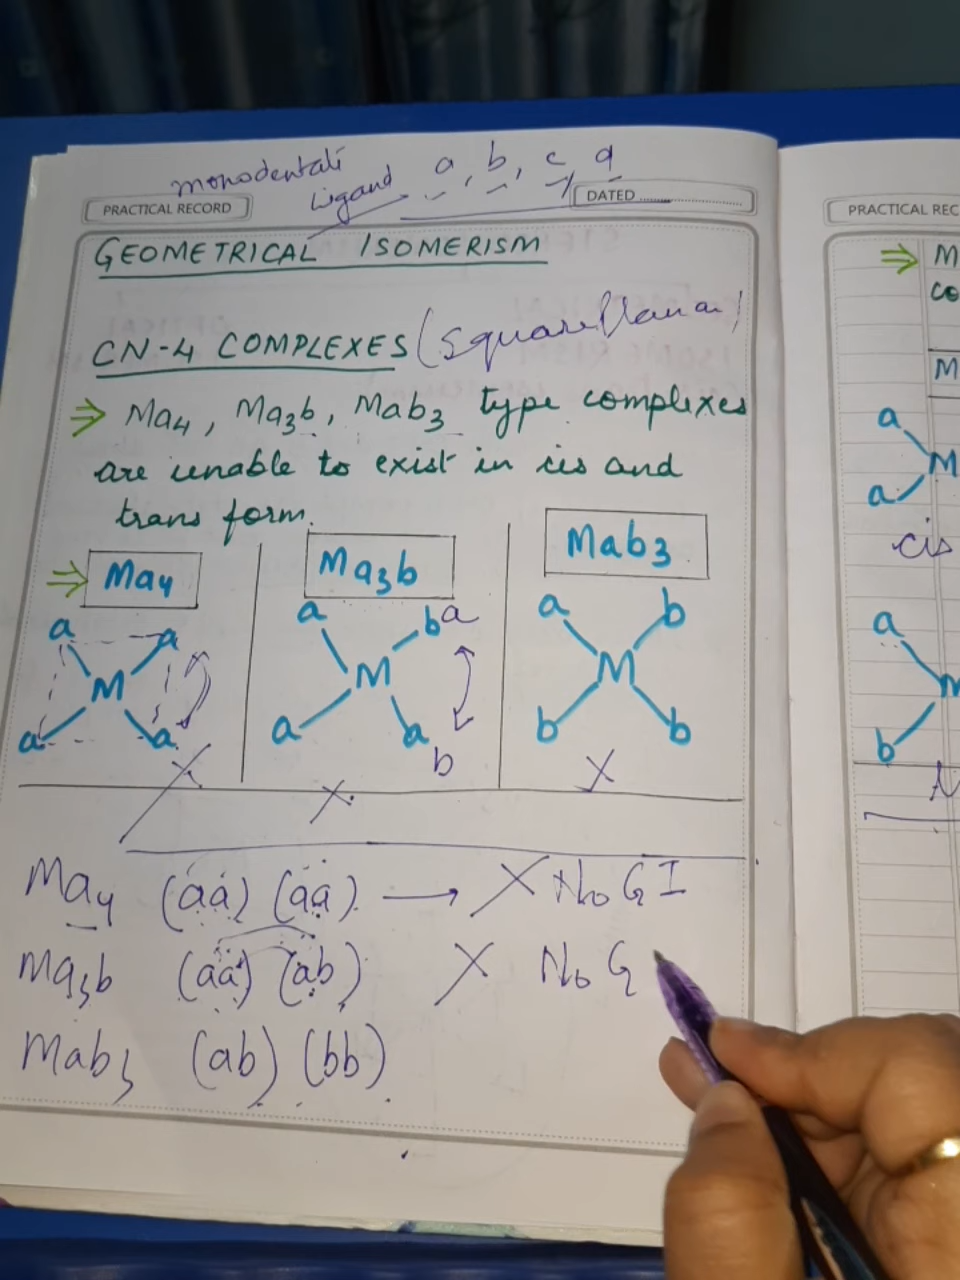 monodentate
ligand a, b, c, d
PRACTICAL RECORD
DATED
GEOMETRICAL ISOMERISM
CN-4 COMPLEXES (Square Planar)
⇒ Ma4, Ma3b, Mab3 type complexes
are unable to exist in cis and
trans form.
⇒ Ma4
Ma3b
Mab3
a a
M
a a
X
a b a
M
a a
b
X
a b
M
b b
X
Ma4 (aa) (aa) → X No GI
Ma3b (aa) (ab) X No G
Mab3 (ab) (bb)
PRACTICAL REC
⇒ M
co
M
a
M
a
cis
a
M
b